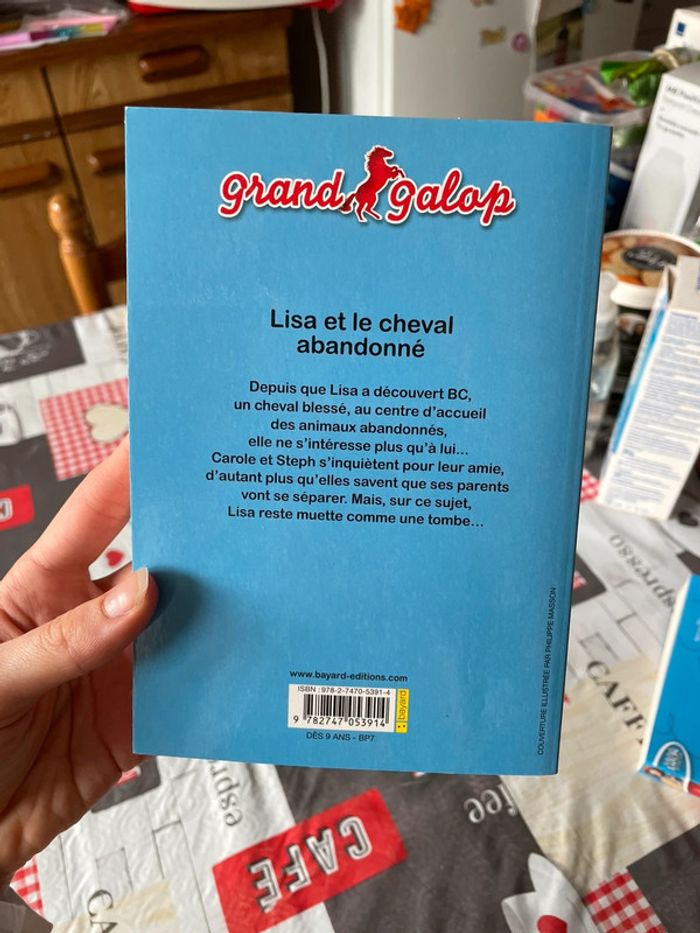 grand galop
Lisa et le cheval
abandonné
Depuis que Lisa a découvert BC,
un cheval blessé, au centre d'accueil
des animaux abandonnés,
elle ne s'intéresse plus qu'à lui...
Carole et Steph s'inquiètent pour leur amie,
d'autant plus qu'elles savent que ses parents
vont se séparer. Mais, sur ce sujet,
Lisa reste muette comme une tombe...
www.bayard-editions.com
ISBN : 978-2-7470-5391-4
9 782747 053914
bayard
DÈS 9 ANS - BP7
COUVERTURE ILLUSTRÉE PAR PHILIPPE MASSON
espresso
CAFE
CAFE